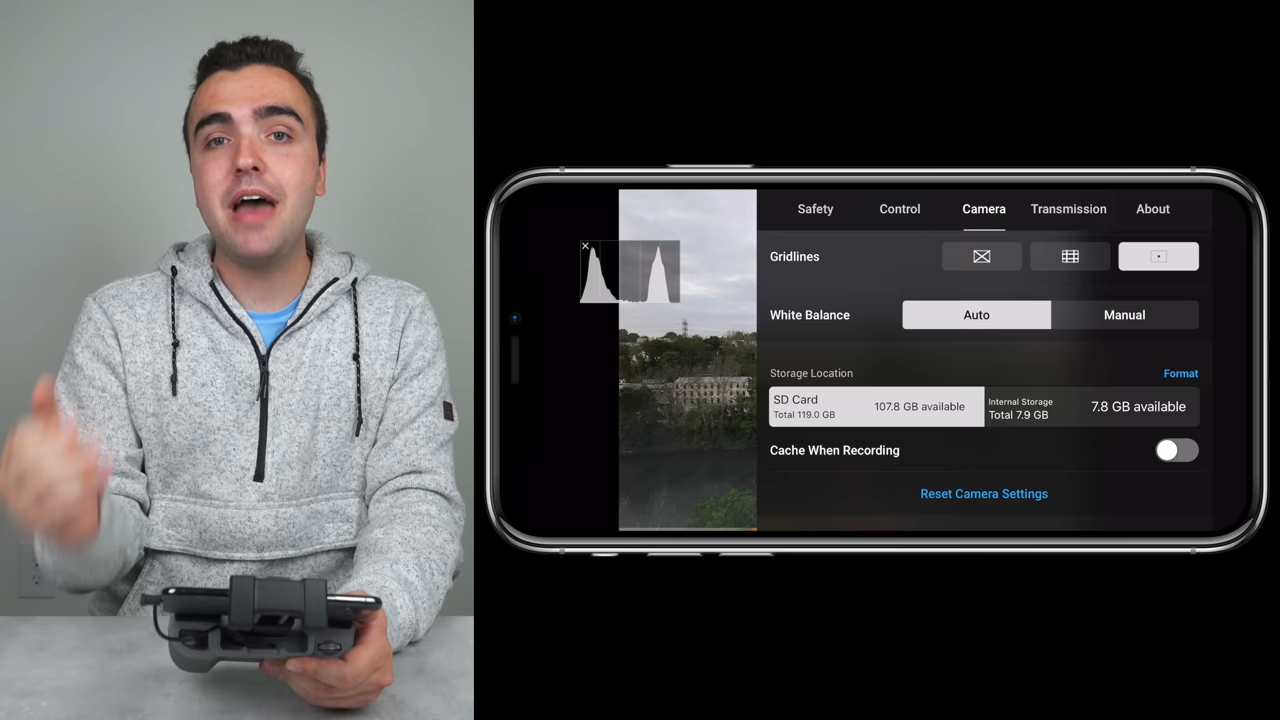 Safety Control Camera Transmission About
Gridlines
White Balance Auto Manual
Storage Location Format
SD Card
Total 119.0 GB
107.8 GB available
Internal Storage
Total 7.9 GB
7.8 GB available
Cache When Recording
Reset Camera Settings